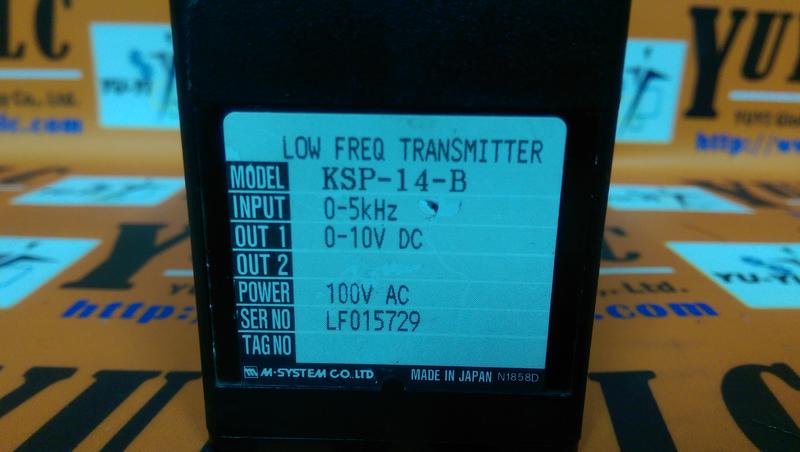 LOW FREQ TRANSMITTER
MODEL KSP-14-B
INPUT 0-5kHz
OUT 1 0-10V DC
OUT 2
POWER 100V AC
SER NO LF015729
TAG NO
M-SYSTEM CO.,LTD. MADE IN JAPAN N1858D